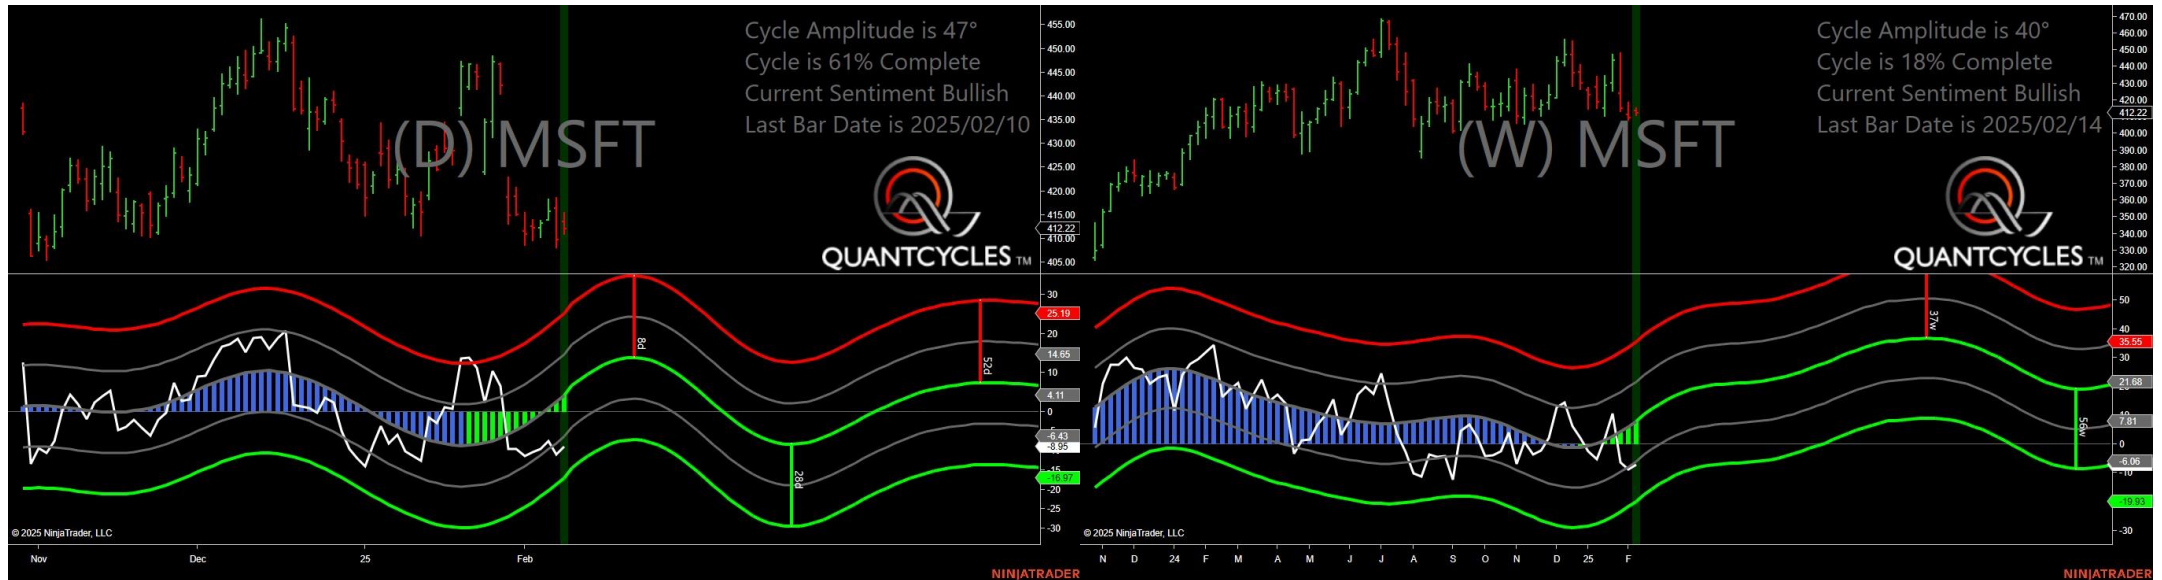 Cycle Amplitude is 47°
Cycle is 61% Complete
Current Sentiment Bullish
Last Bar Date is 2025/02/10
(D) MSFT
QUANTCYCLES TM
455.00
450.00
445.00
440.00
435.00
430.00
425.00
420.00
415.00
412.22
410.00
405.00
30
25.19
20
14.65
10
4.11
0
-6.43
-8.95
-15
-16.97
-20
-25
-30
8d
28d
52d
© 2025 NinjaTrader, LLC
Nov Dec 25 Feb
NINJATRADER
Cycle Amplitude is 40°
Cycle is 18% Complete
Current Sentiment Bullish
Last Bar Date is 2025/02/14
(W) MSFT
QUANTCYCLES TM
470.00
460.00
450.00
440.00
430.00
420.00
412.22
400.00
390.00
380.00
370.00
360.00
350.00
340.00
330.00
320.00
50
40
35.55
30
21.68
10
7.81
0
-6.06
-10
-19.93
-30
37w
56w
© 2025 NinjaTrader, LLC
N D 24 F M A M J J A S O N D 25 F
NINJATRADER